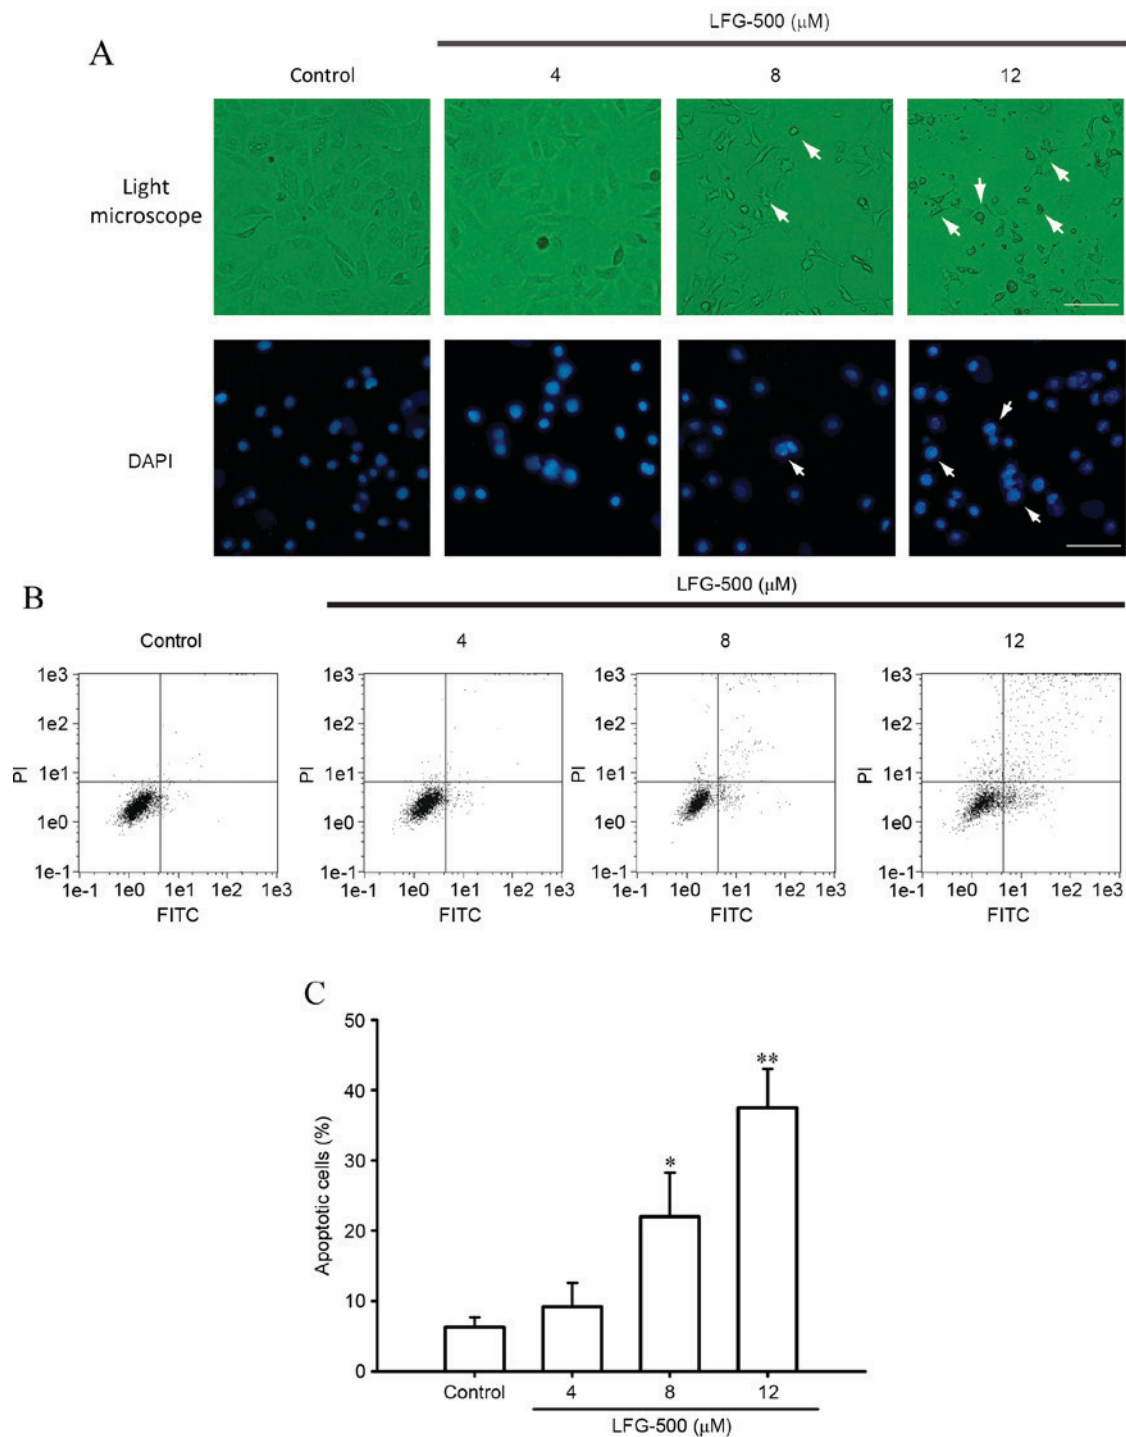 LFG-500 (μM)
A
Control 4 8 12
Light
microscope
DAPI
LFG-500 (μM)
B
Control 4 8 12
1e3 1e3 1e3 1e3
1e2 1e2 1e2 1e2
PI PI PI PI
1e1 1e1 1e1 1e1
1e0 1e0 1e0 1e0
1e-1 1e-1 1e-1 1e-1
1e-1 1e0 1e1 1e2 1e3 1e-1 1e0 1e1 1e2 1e3 1e-1 1e0 1e1 1e2 1e3 1e-1 1e0 1e1 1e2 1e3
FITC FITC FITC FITC
C
50
**
40
30
*
Apoptotic cells (%)
20
10
0
Control 4 8 12
LFG-500 (μM)